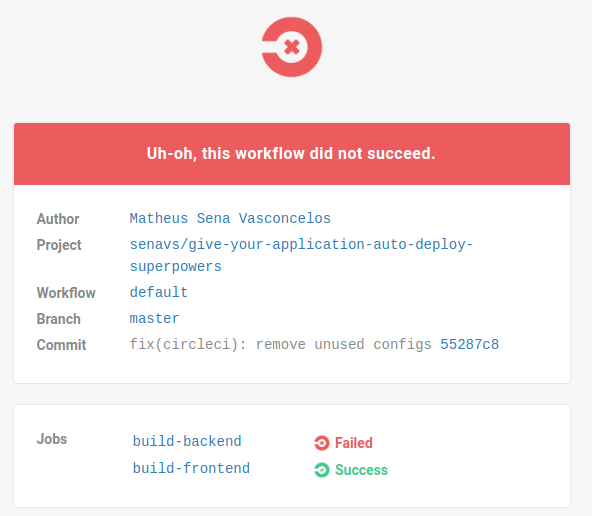 Uh-oh, this workflow did not succeed.
Author Matheus Sena Vasconcelos
Project senavs/give-your-application-auto-deploy-
superpowers
Workflow default
Branch master
Commit fix(circleci): remove unused configs 55287c8
Jobs build-backend Failed
build-frontend Success